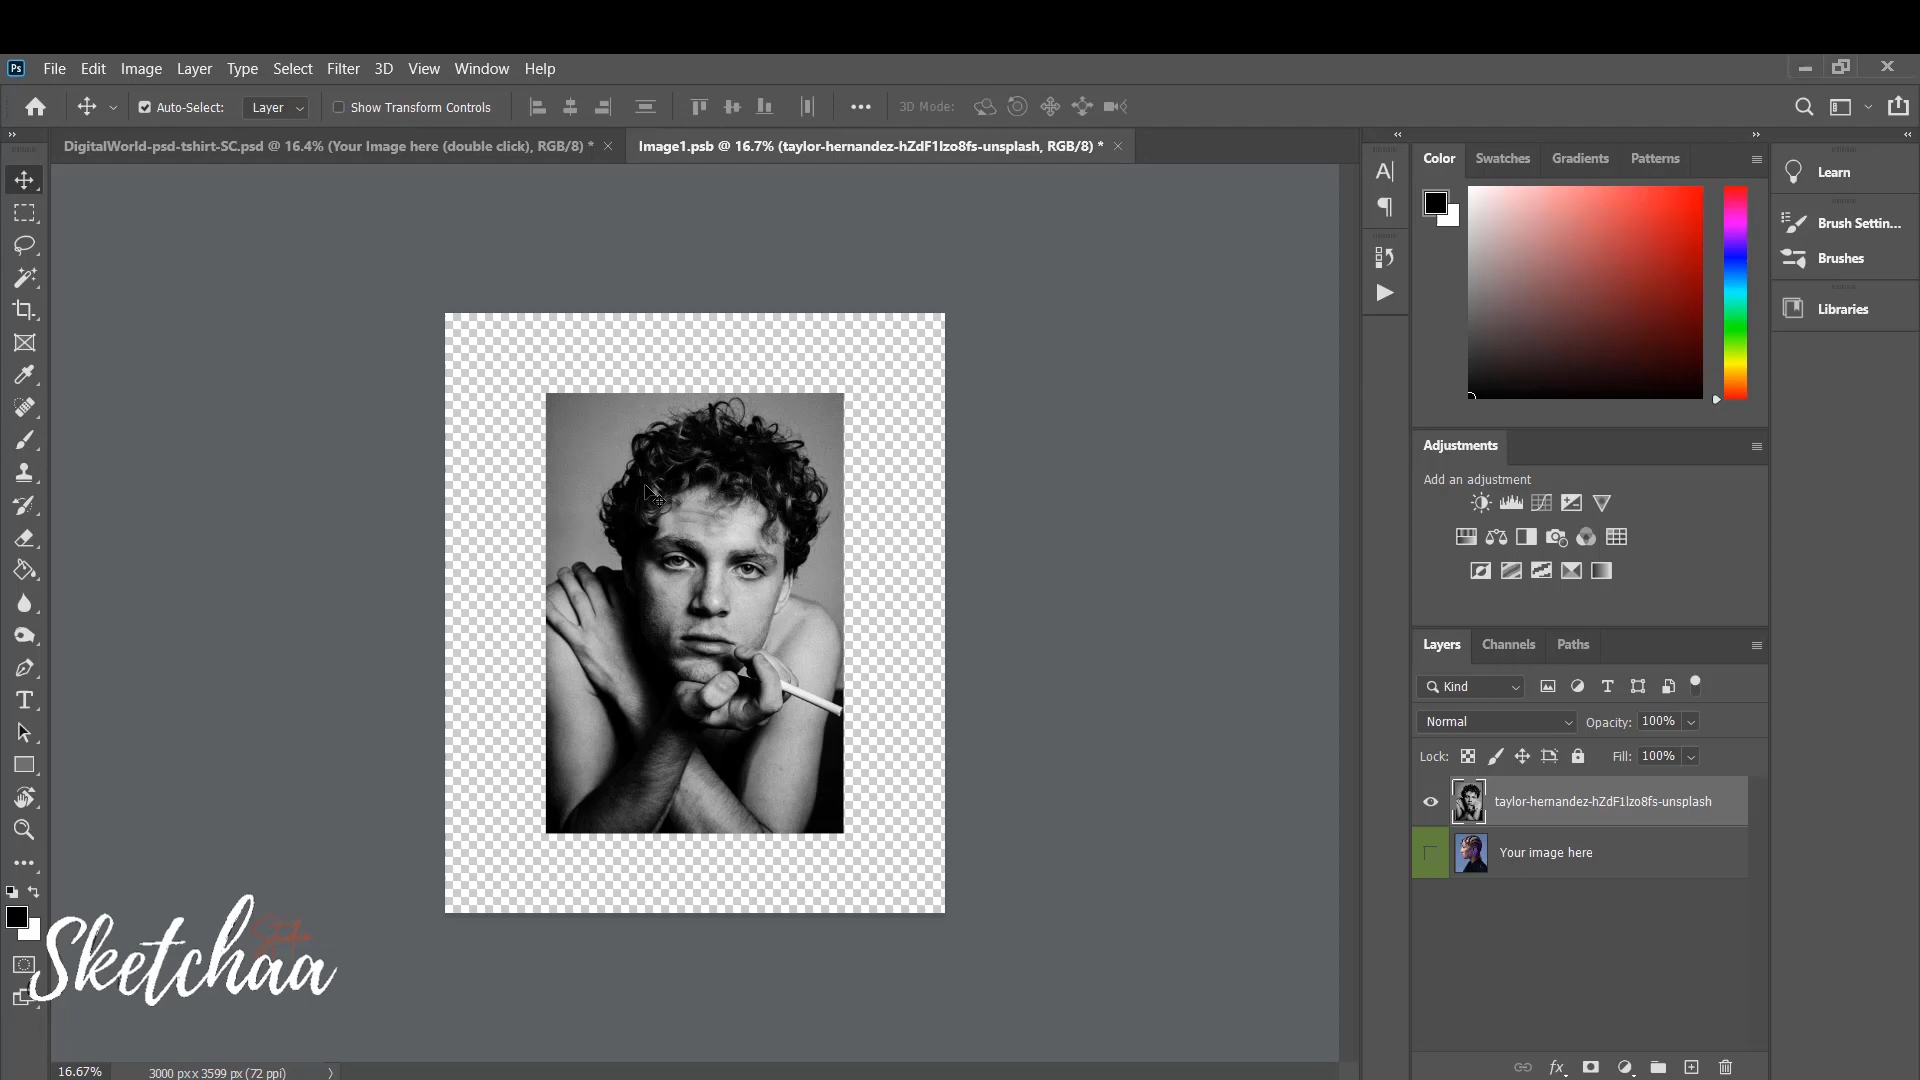 Ps File Edit Image Layer Type Select Filter 3D View Window Help
Auto-Select: Layer Show Transform Controls 3D Mode:
DigitalWorld-psd-tshirt-SC.psd @ 16.4% (Your Image here (double click), RGB/8) * Image1.psb @ 16.7% (taylor-hernandez-hZdF1lzo8fs-unsplash, RGB/8) *
Color Swatches Gradients Patterns
Learn
Brush Settin...
Brushes
Libraries
Adjustments
Add an adjustment
Layers Channels Paths
Kind
Normal Opacity: 100%
Lock: Fill: 100%
taylor-hernandez-hZdF1lzo8fs-unsplash
Your image here
Studio
Sketchaa
16.67% 3000 px x 3599 px (72 ppi)